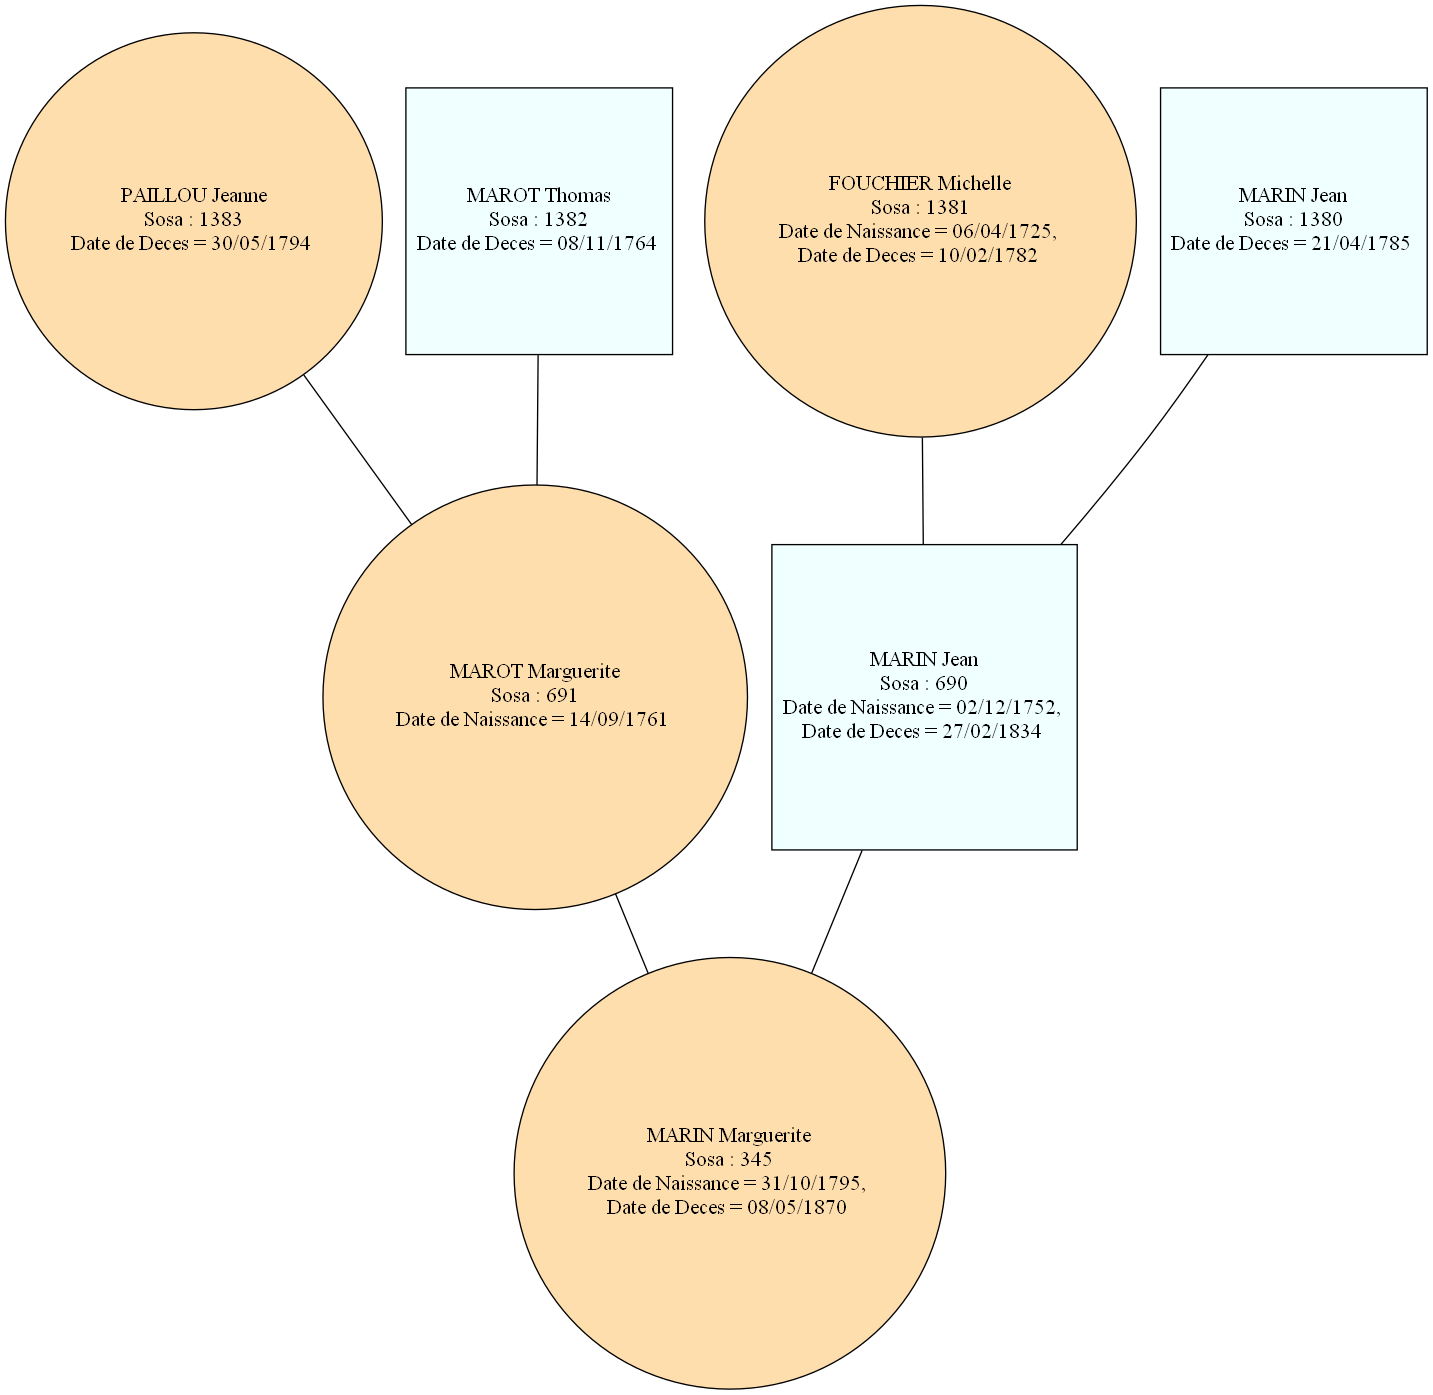 PAILLOU Jeanne
Sosa : 1383
Date de Deces = 30/05/1794
MAROT Thomas
Sosa : 1382
Date de Deces = 08/11/1764
FOUCHIER Michelle
Sosa : 1381
Date de Naissance = 06/04/1725,
Date de Deces = 10/02/1782
MARIN Jean
Sosa : 1380
Date de Deces = 21/04/1785
MAROT Marguerite
Sosa : 691
Date de Naissance = 14/09/1761
MARIN Jean
Sosa : 690
Date de Naissance = 02/12/1752,
Date de Deces = 27/02/1834
MARIN Marguerite
Sosa : 345
Date de Naissance = 31/10/1795,
Date de Deces = 08/05/1870